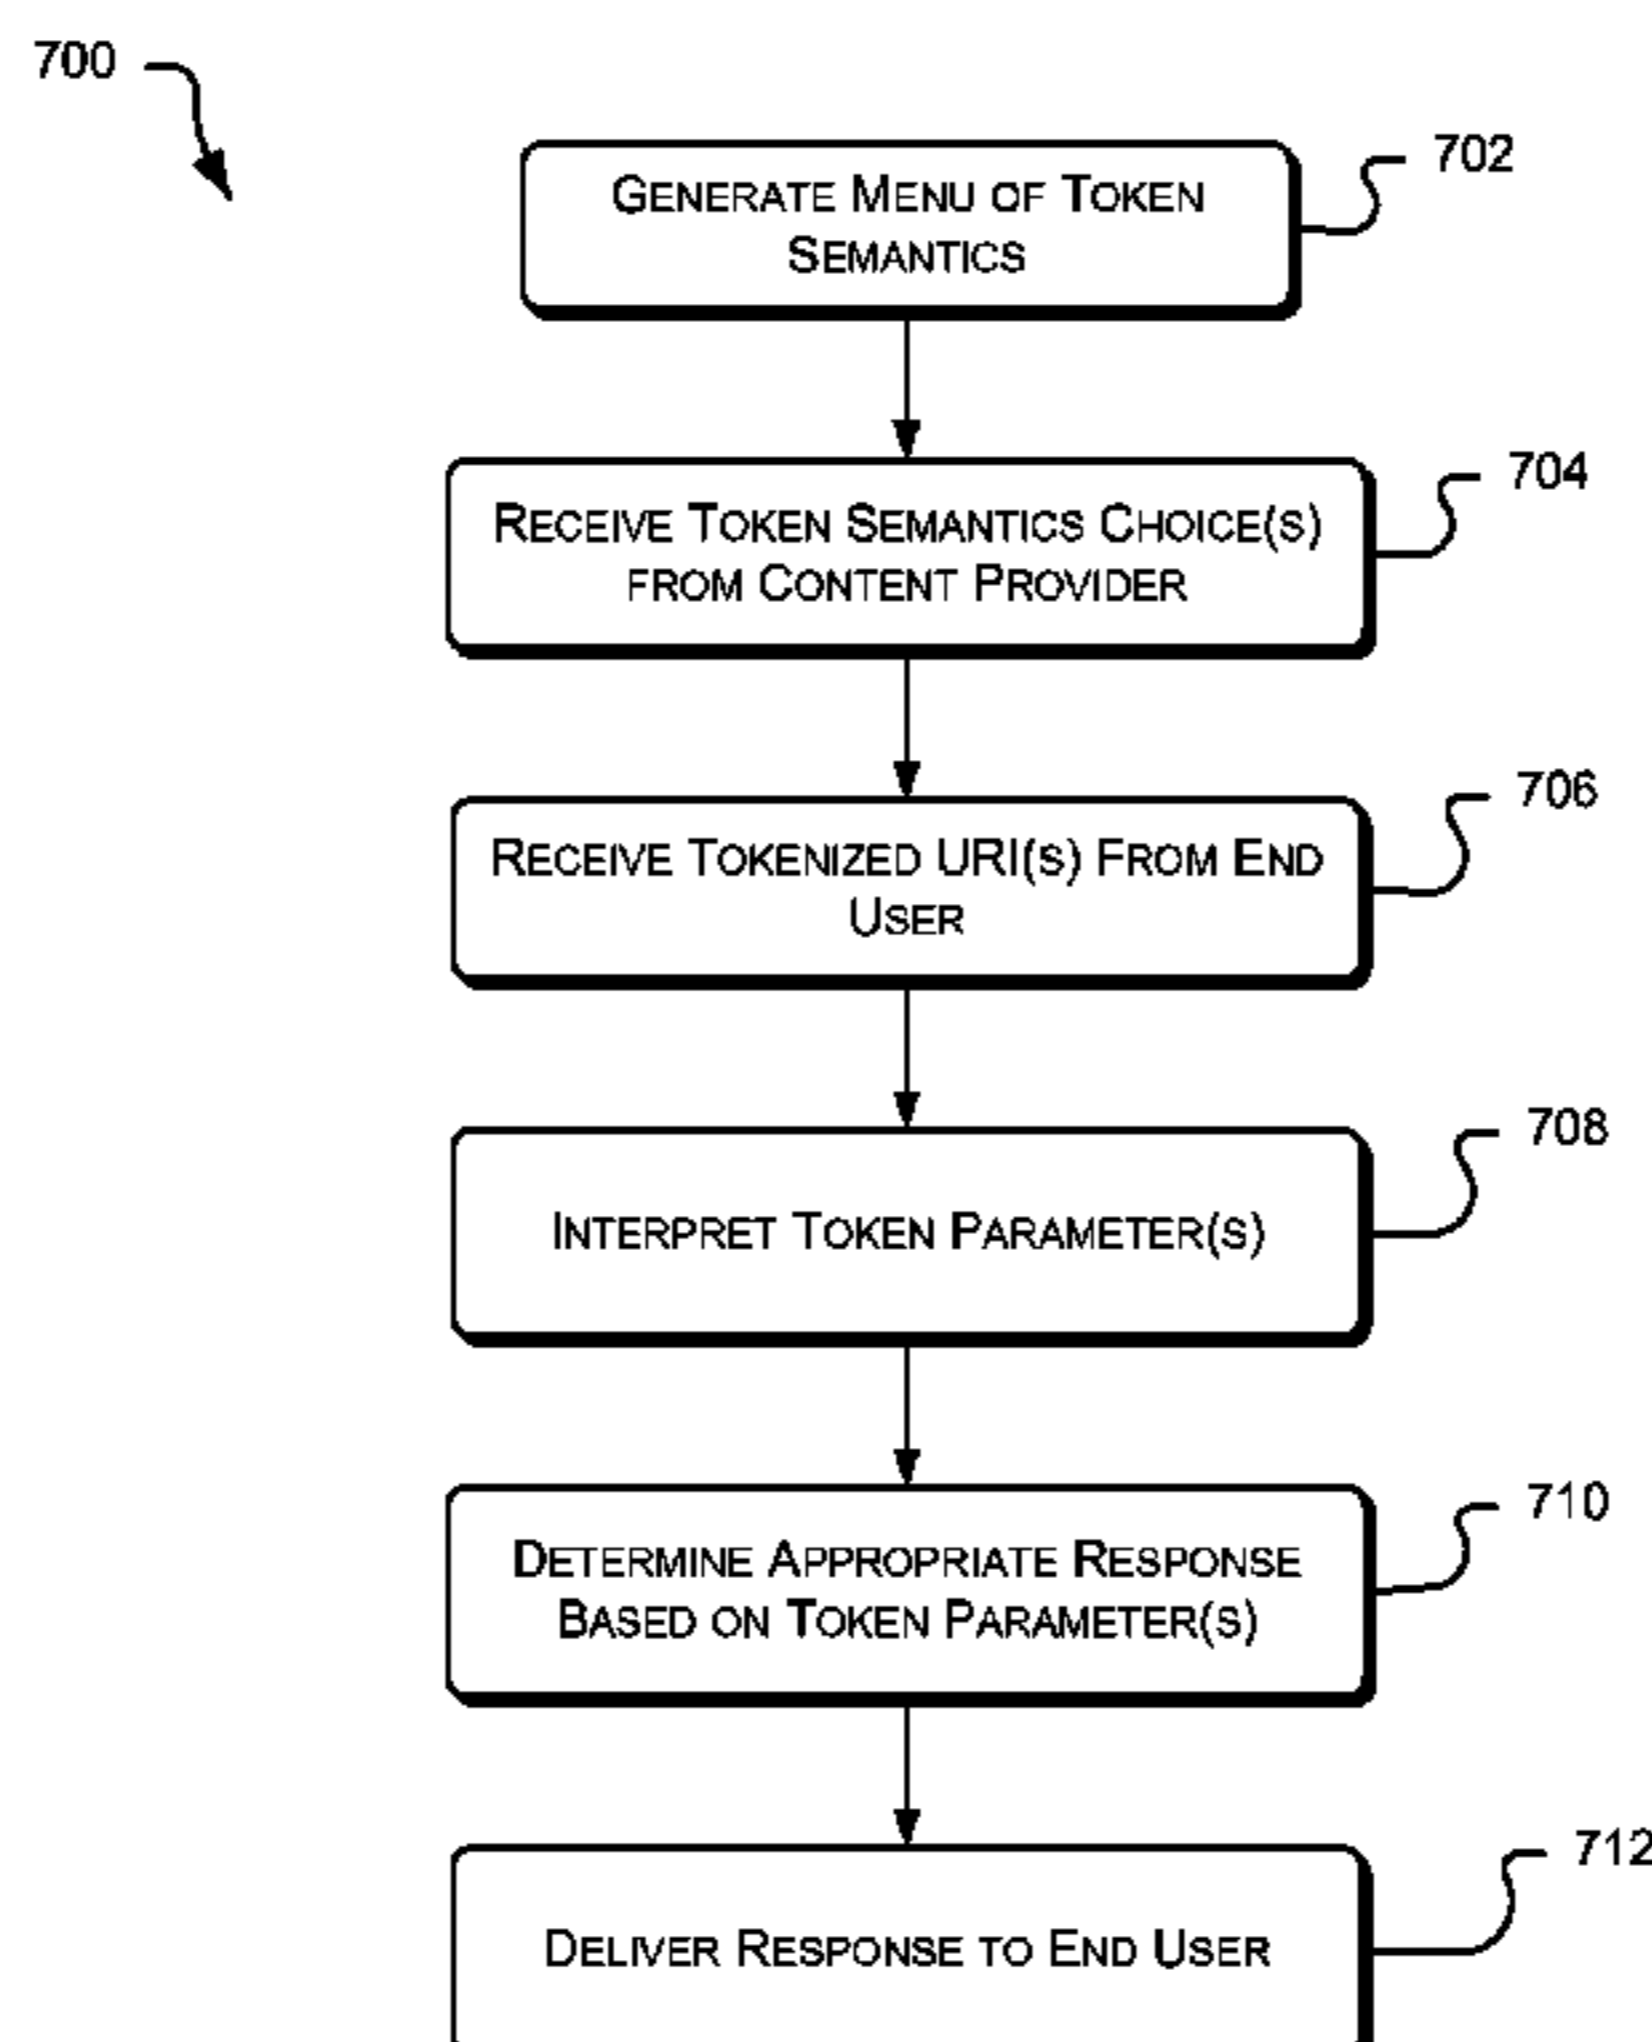 700
702
GENERATE MENU OF TOKEN
SEMANTICS
704
RECEIVE TOKEN SEMANTICS CHOICE(S)
FROM CONTENT PROVIDER
706
RECEIVE TOKENIZED URI(S) FROM END
USER
708
INTERPRET TOKEN PARAMETER(S)
710
DETERMINE APPROPRIATE RESPONSE
BASED ON TOKEN PARAMETER(S)
712
DELIVER RESPONSE TO END USER